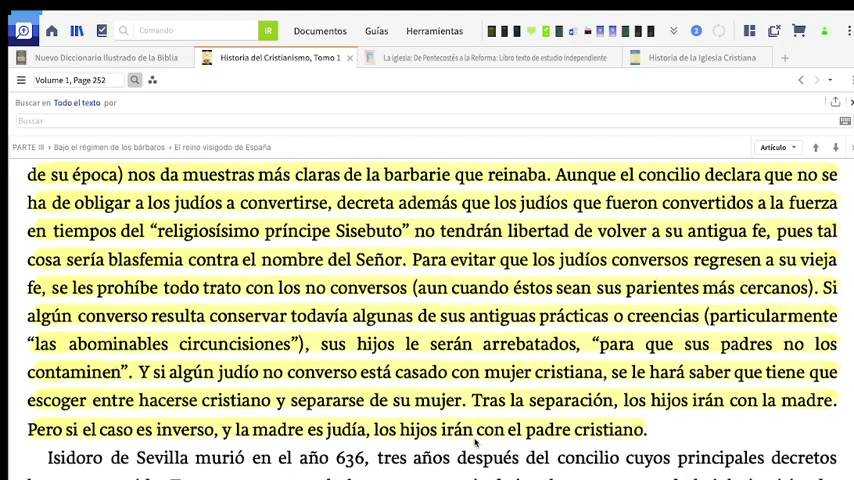 Comando
IR
Documentos
Guías
Herramientas
2
Nuevo Diccionario Ilustrado de la Biblia
Historia del Cristianismo, Tomo 1
La iglesia: De Pentecostés a la Reforma: Libro texto de estudio independiente
Historia de la Iglesia Cristiana
Volume 1, Page 252
Buscar en Todo el texto por
Buscar
PARTE III › Bajo el régimen de los bárbaros › El reino visigodo de España
Artículo
de su época) nos da muestras más claras de la barbarie que reinaba. Aunque el concilio declara que no se
ha de obligar a los judíos a convertirse, decreta además que los judíos que fueron convertidos a la fuerza
en tiempos del “religiosísimo príncipe Sisebuto” no tendrán libertad de volver a su antigua fe, pues tal
cosa sería blasfemia contra el nombre del Señor. Para evitar que los judíos conversos regresen a su vieja
fe, se les prohíbe todo trato con los no conversos (aun cuando éstos sean sus parientes más cercanos). Si
algún converso resulta conservar todavía algunas de sus antiguas prácticas o creencias (particularmente
“las abominables circuncisiones”), sus hijos le serán arrebatados, “para que sus padres no los
contaminen”. Y si algún judío no converso está casado con mujer cristiana, se le hará saber que tiene que
escoger entre hacerse cristiano y separarse de su mujer. Tras la separación, los hijos irán con la madre.
Pero si el caso es inverso, y la madre es judía, los hijos irán con el padre cristiano.
Isidoro de Sevilla murió en el año 636, tres años después del concilio cuyos principales decretos